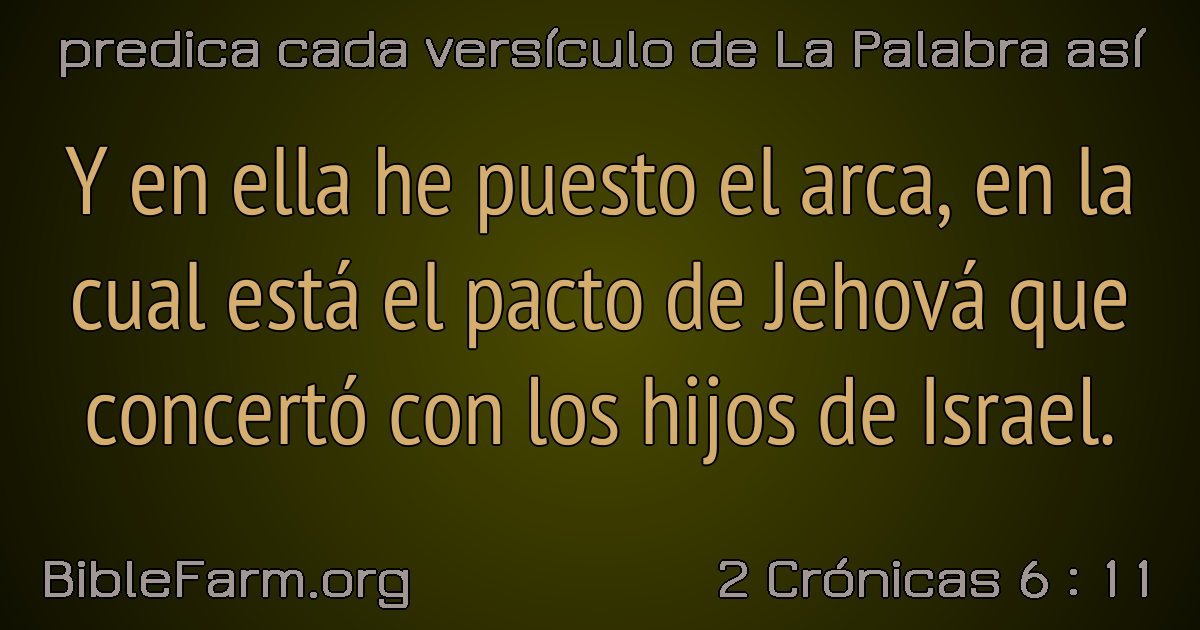 predica cada versículo de La Palabra así
Y en ella he puesto el arca, en la
cual está el pacto de Jehová que
concertó con los hijos de Israel.
BibleFarm.org
2 Crónicas 6 : 11